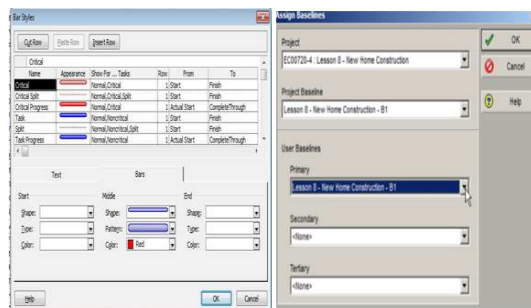 Bar Styles
Cut Row Paste Row Insert Row
Critical
Name Appearance Show For ... Tasks Row From To
Critical Normal,Critical 1 Start Finish
Critical Split Normal,Critical,Split 1 Start Finish
Critical Progress Normal,Critical 1 Actual Start CompleteThrough
Task Normal,Noncritical 1 Start Finish
Split Normal,Noncritical,Split 1 Start Finish
Task Progress Normal,Noncritical 1 Actual Start CompleteThrough
Text Bars
Start Middle End
Shape: Shape: Shape:
Type: Pattern: Type:
Color: Color: Red Color:
Help OK Cancel
Assign Baselines
Project
EC00720-4 : Lesson 8 - New Home Construction
Project Baseline
Lesson 8 - New Home Construction - B1
User Baselines
Primary
Lesson 8 - New Home Construction - B1
Secondary
<None>
Tertiary
<None>
OK
Cancel
Help